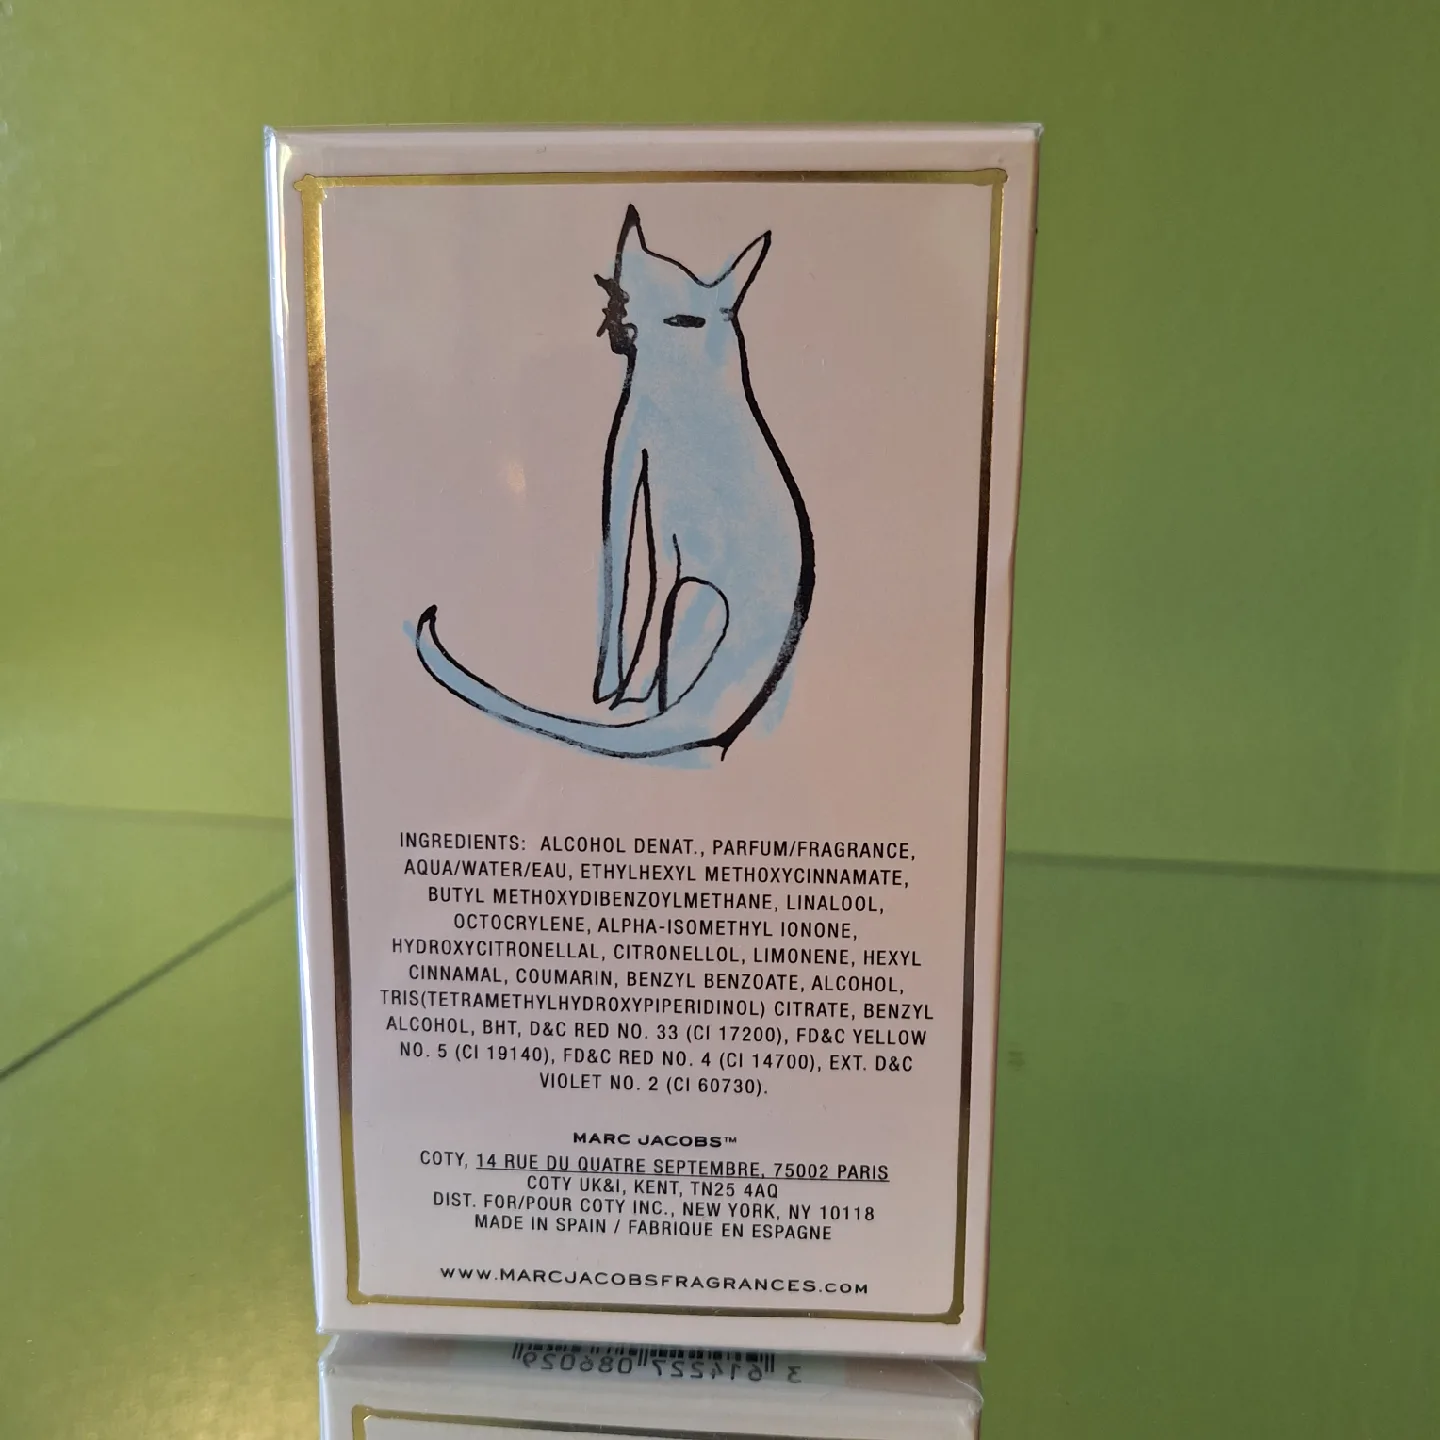 INGREDIENTS: ALCOHOL DENAT., PARFUM/FRAGRANCE,
AQUA/WATER/EAU, ETHYLHEXYL METHOXYCINNAMATE,
BUTYL METHOXYDIBENZOYLMETHANE, LINALOOL,
OCTOCRYLENE, ALPHA-ISOMETHYL IONONE,
HYDROXYCITRONELLAL, CITRONELLOL, LIMONENE, HEXYL
CINNAMAL, COUMARIN, BENZYL BENZOATE, ALCOHOL,
TRIS(TETRAMETHYLHYDROXYPIPERIDINOL) CITRATE, BENZYL
ALCOHOL, BHT, D&C RED NO. 33 (CI 17200), FD&C YELLOW
NO. 5 (CI 19140), FD&C RED NO. 4 (CI 14700), EXT. D&C
VIOLET NO. 2 (CI 60730).
MARC JACOBS™
COTY, 14 RUE DU QUATRE SEPTEMBRE, 75002 PARIS
COTY UK&I, KENT, TN25 4AQ
DIST. FOR/POUR COTY INC., NEW YORK, NY 10118
MADE IN SPAIN / FABRIQUE EN ESPAGNE
WWW.MARCJACOBSFRAGRANCES.COM
3 614227 086029